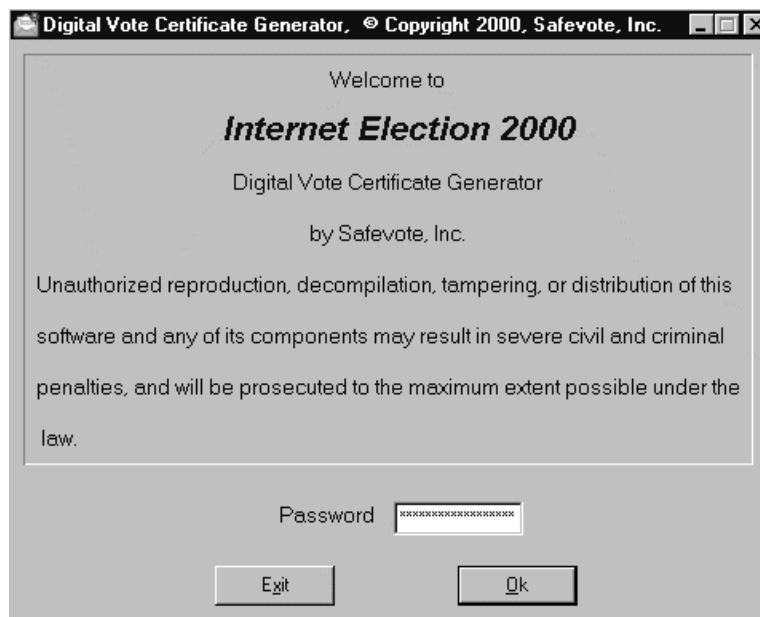 Digital Vote Certificate Generator, © Copyright 2000, Safevote, Inc.
Welcome to
Internet Election 2000
Digital Vote Certificate Generator
by Safevote, Inc.
Unauthorized reproduction, decompilation, tampering, or distribution of this
software and any of its components may result in severe civil and criminal
penalties, and will be prosecuted to the maximum extent possible under the
law.
Password ******************
Exit Ok